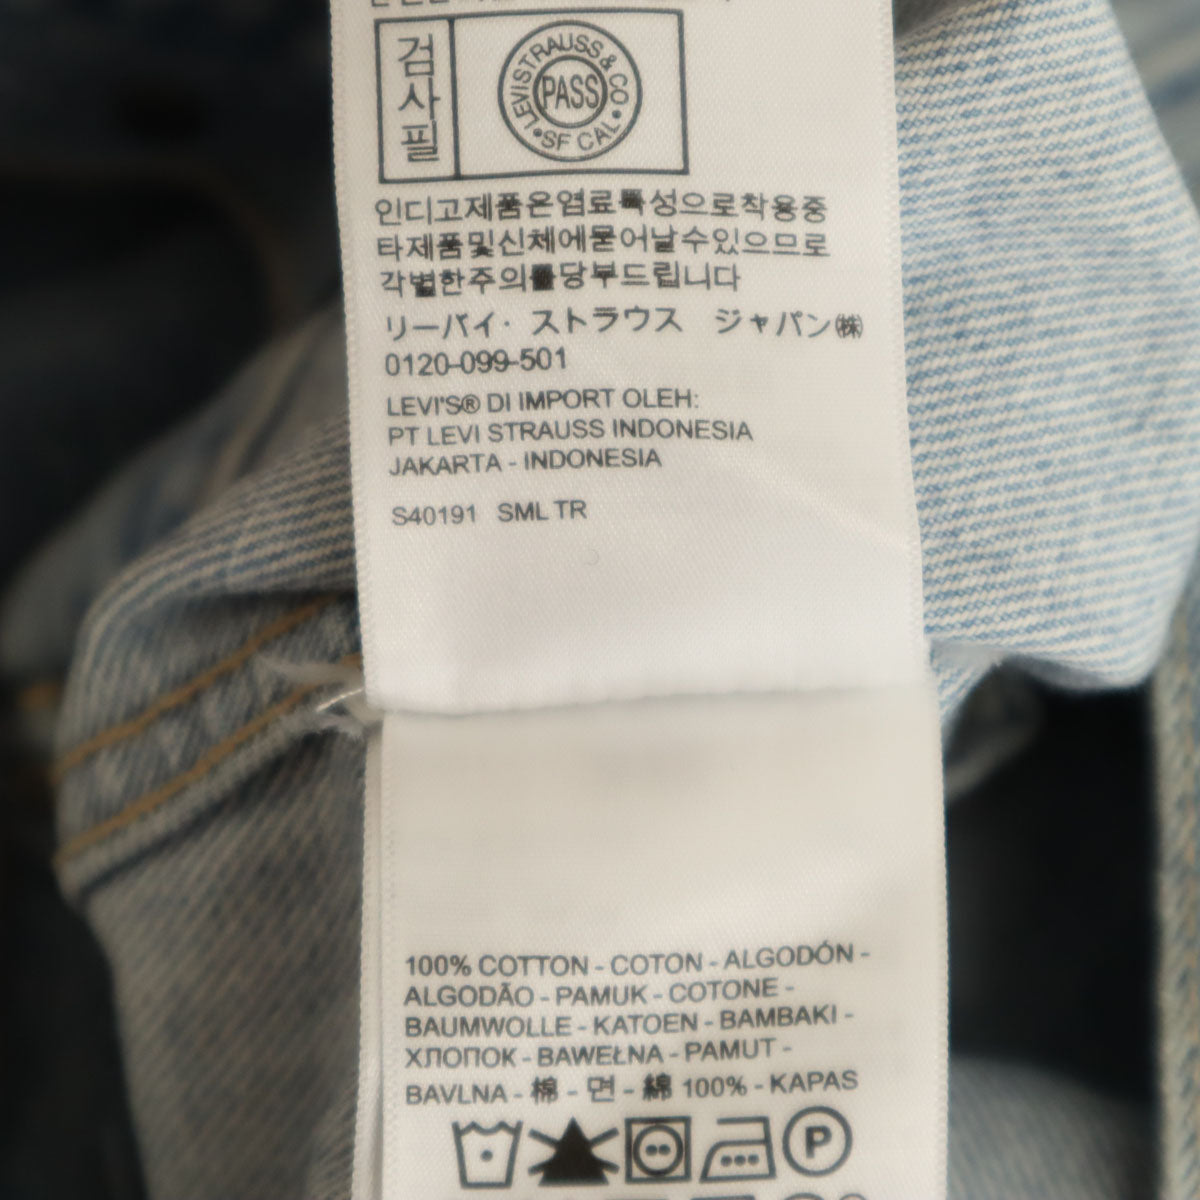 검사필
LEVI STRAUSS & CO • SF CAL •
PASS
인디고제품은염료특성으로착용중
타제품및신체에묻어날수있으므로
각별한주의를당부드립니다
リーバイ・ストラウス ジャパン㈱
0120-099-501
LEVI'S® DI IMPORT OLEH:
PT LEVI STRAUSS INDONESIA
JAKARTA - INDONESIA
S40191 SML TR
100% COTTON - COTON - ALGODÓN -
ALGODÃO - PAMUK - COTONE -
BAUMWOLLE - KATOEN - BAMBAKI -
ХЛОПОК - BAWEŁNA - PAMUT -
BAVLNA - 棉 - 면 - 綿 100% - KAPAS
P